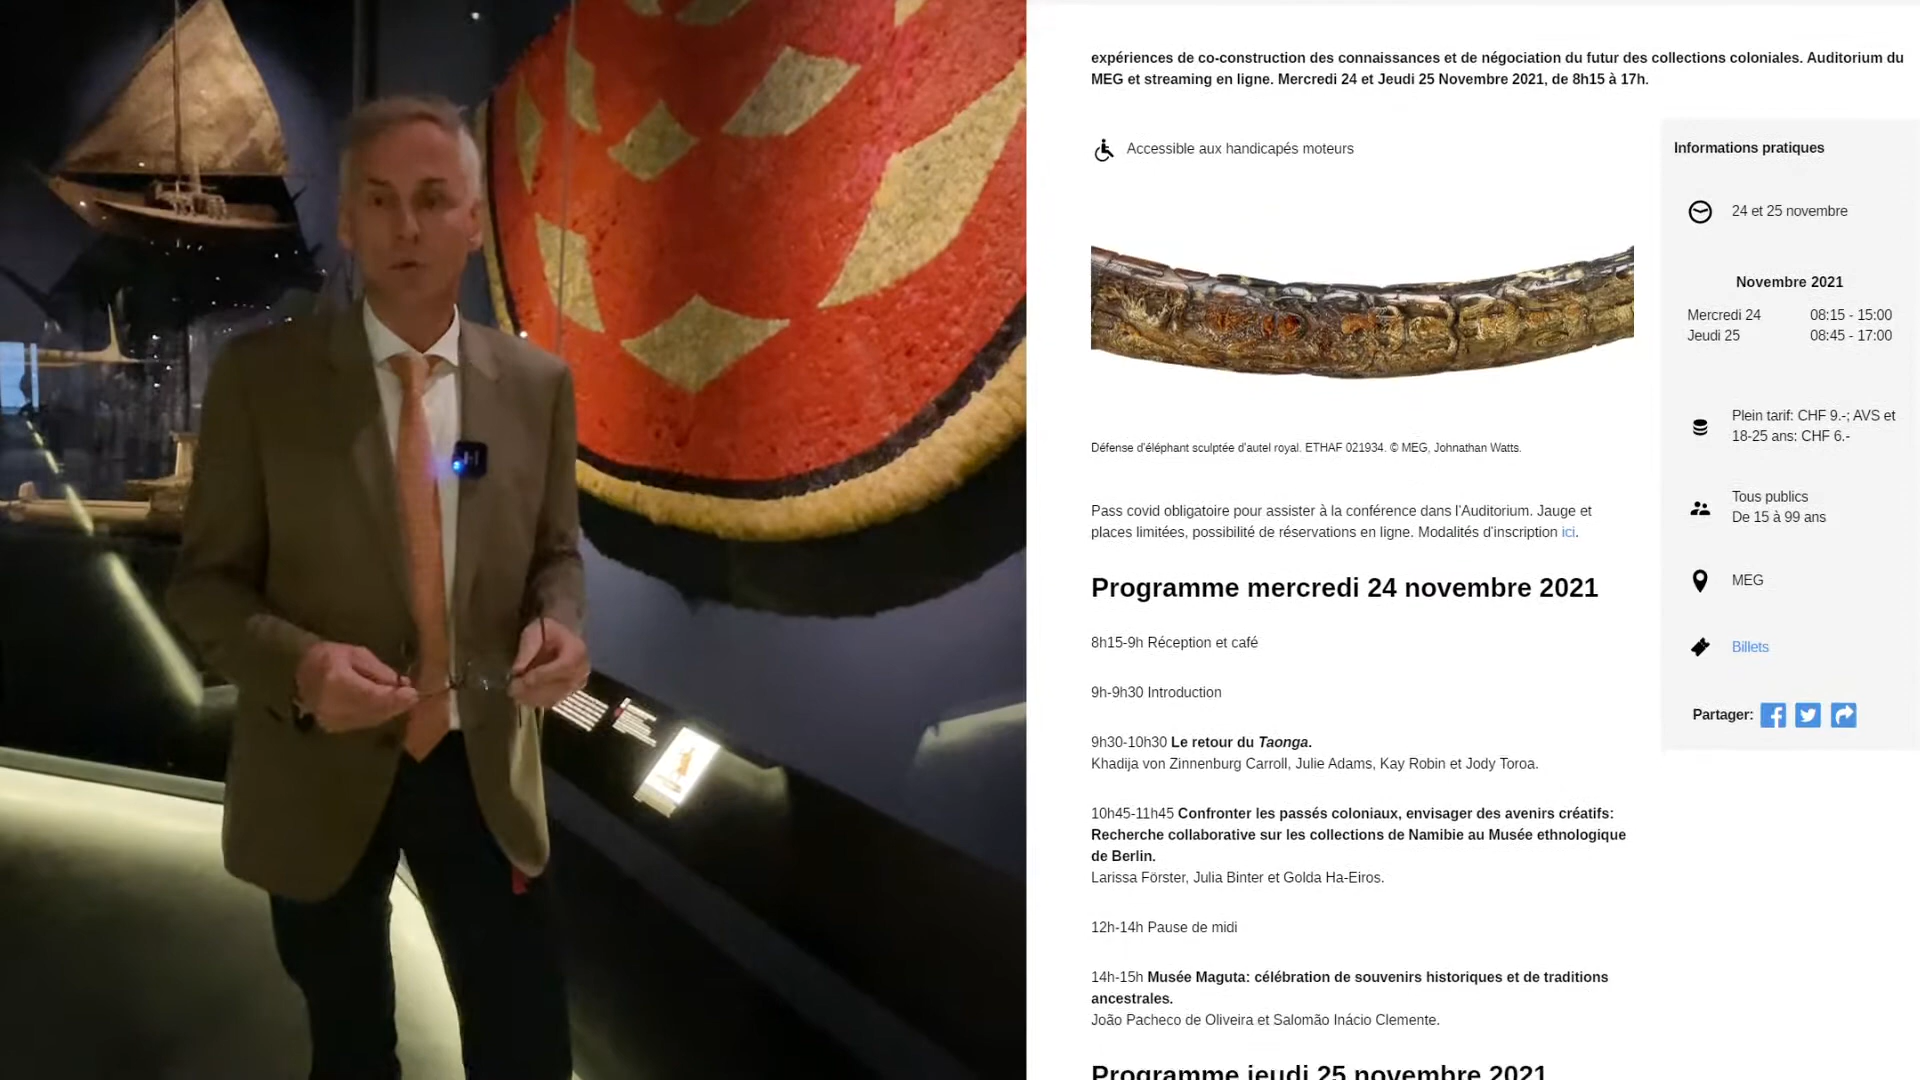 expériences de co-construction des connaissances et de négociation du futur des collections coloniales. Auditorium du
MEG et streaming en ligne. Mercredi 24 et Jeudi 25 Novembre 2021, de 8h15 à 17h.
Accessible aux handicapés moteurs
Défense d'éléphant sculptée d'autel royal. ETHAF 021934. © MEG, Johnathan Watts.
Pass covid obligatoire pour assister à la conférence dans l'Auditorium. Jauge et
places limitées, possibilité de réservations en ligne. Modalités d'inscription ici.
Programme mercredi 24 novembre 2021
8h15-9h Réception et café
9h-9h30 Introduction
9h30-10h30 Le retour du Taonga.
Khadija von Zinnenburg Carroll, Julie Adams, Kay Robin et Jody Toroa.
10h45-11h45 Confronter les passés coloniaux, envisager des avenirs créatifs:
Recherche collaborative sur les collections de Namibie au Musée ethnologique
de Berlin.
Larissa Förster, Julia Binter et Golda Ha-Eiros.
12h-14h Pause de midi
14h-15h Musée Maguta: célébration de souvenirs historiques et de traditions
ancestrales.
João Pacheco de Oliveira et Salomão Inácio Clemente.
Programme jeudi 25 novembre 2021
Informations pratiques
24 et 25 novembre
Novembre 2021
Mercredi 24 08:15 - 15:00
Jeudi 25 08:45 - 17:00
Plein tarif: CHF 9.-; AVS et
18-25 ans: CHF 6.-
Tous publics
De 15 à 99 ans
MEG
Billets
Partager: